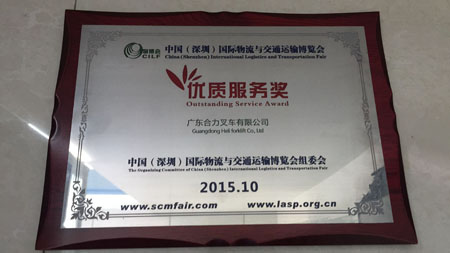 物博会
CILF
中国（深圳）国际物流与交通运输博览会
China (Shenzhen) International Logistics and Transportation Fair
优质服务奖
Outstanding Service Award
广东合力叉车有限公司
Guangdong Heli forklift Co., Ltd
中国（深圳）国际物流与交通运输博览会组委会
The Organizing Committee of China (Shenzhen) International Logistics and Transportation Fair
2015.10
www.scmfair.com www.lasp.org.cn